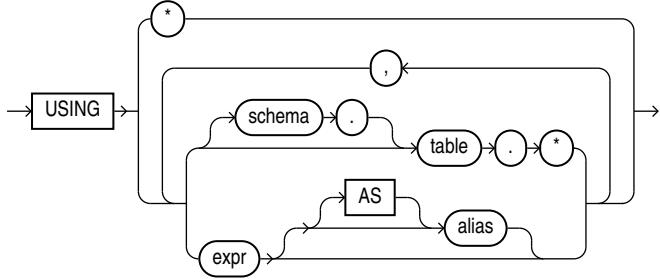 *
,
USING
schema .
table . *
AS
alias
expr